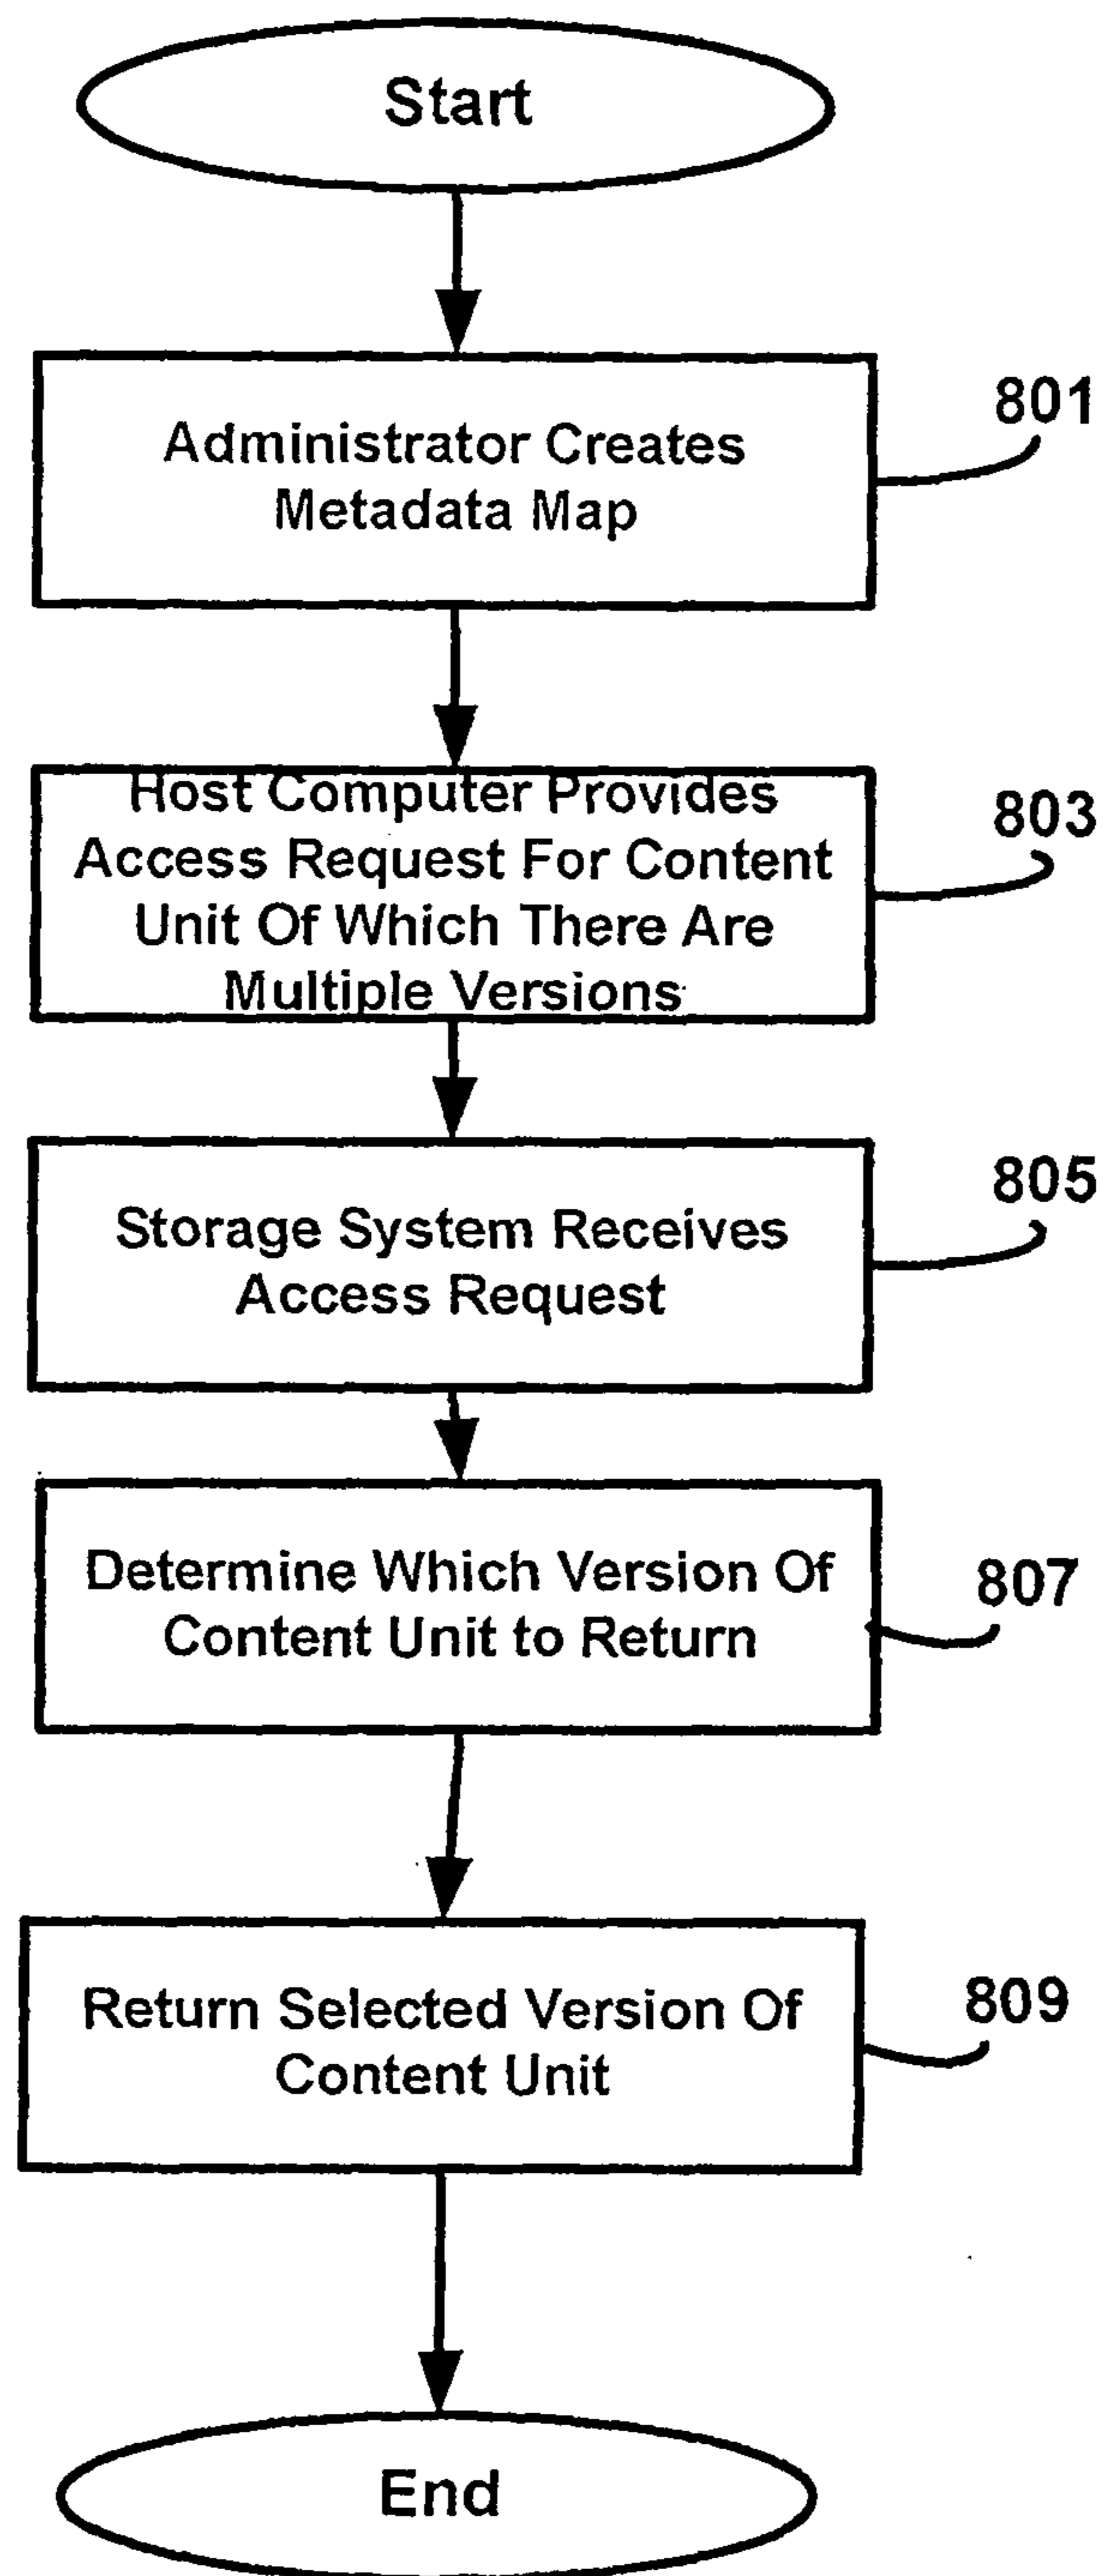 Start
Administrator Creates
Metadata Map
801
Host Computer Provides
Access Request For Content
Unit Of Which There Are
Multiple Versions
803
Storage System Receives
Access Request
805
Determine Which Version Of
Content Unit to Return
807
Return Selected Version Of
Content Unit
809
End